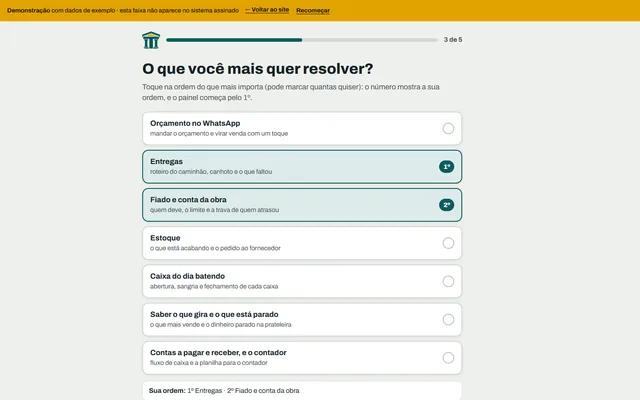 Demonstração com dados de exemplo · esta faixa não aparece no sistema assinado ← Voltar ao site Recomeçar
3 de 5
O que você mais quer resolver?
Toque na ordem do que mais importa (pode marcar quantas quiser): o número mostra a sua
ordem, e o painel começa pelo 1º.
Orçamento no WhatsApp
mandar o orçamento e virar venda com um toque
Entregas
roteiro do caminhão, canhoto e o que faltou
1º
Fiado e conta da obra
quem deve, o limite e a trava de quem atrasou
2º
Estoque
o que está acabando e o pedido ao fornecedor
Caixa do dia batendo
abertura, sangria e fechamento de cada caixa
Saber o que gira e o que está parado
o que mais vende e o dinheiro parado na prateleira
Contas a pagar e receber, e o contador
fluxo de caixa e a planilha para o contador
Sua ordem: 1º Entregas · 2º Fiado e conta da obra